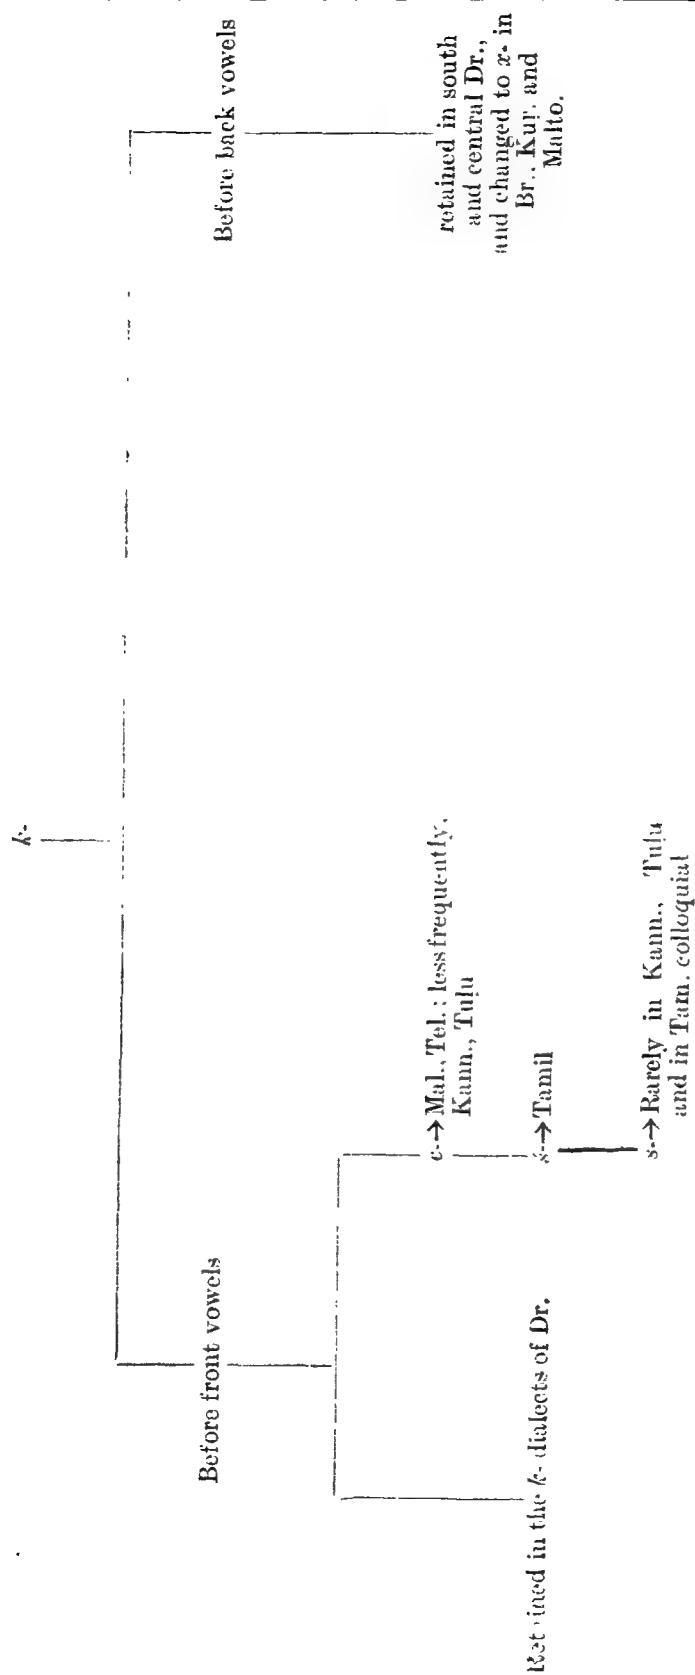 k-
Before front vowels
Before back vowels
Retained in the k- dialects of Dr.
c-→Mal., Tel.; less frequently,
Kann., Tuḷu
ś-→Tamil
s-→Rarely in Kann., Tuḷu
and in Tam. colloquial
retained in south
and central Dr.,
and changed to x- in
Br., Kur. and
Malto.